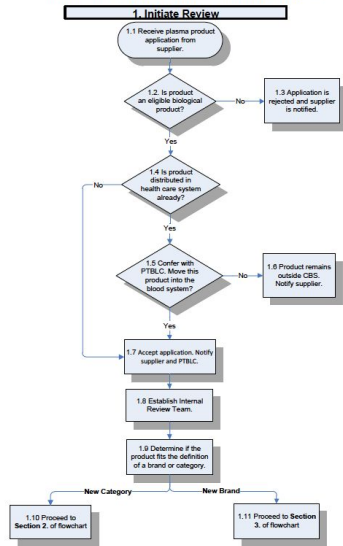 1. Initiate Review
1.1 Receive plasma product
application from
supplier.
1.2. Is product
an eligible biological
product?
No
1.3 Application is
rejected and supplier
is notified.
Yes
1.4 Is product
distributed in
health care system
already?
No
Yes
1.5 Confer with
PTBLC. Move this
product into the
blood system?
No
1.6 Product remains
outside CBS.
Notify supplier.
Yes
1.7 Accept application. Notify
supplier and PTBLC.
1.8 Establish Internal
Review Team.
1.9 Determine if the
product fits the definition
of a brand or category.
New Category
New Brand
1.10 Proceed to
Section 2. of flowchart
1.11 Proceed to Section
3. of flowchart